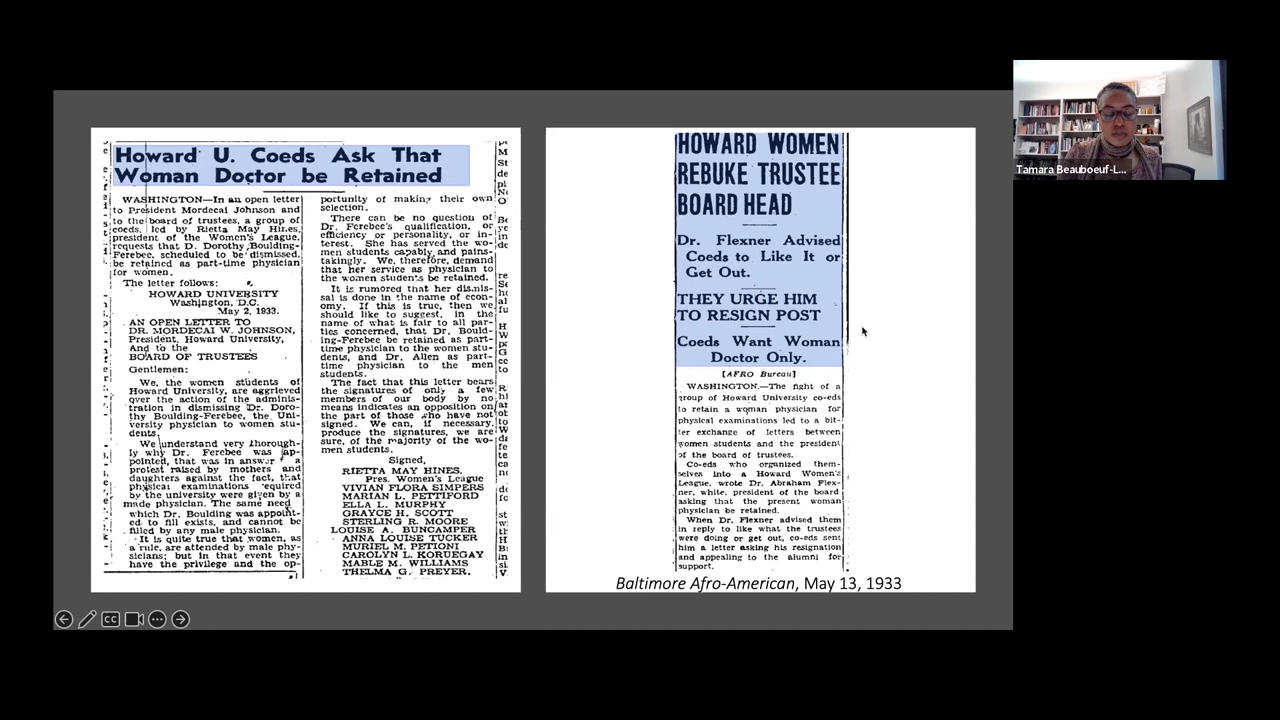 Howard U. Coeds Ask That
Woman Doctor be Retained
WASHINGTON—In an open letter
to President Mordecai Johnson and
to the board of trustees, a group of
coeds, led by Rietta May Hines,
president of the Women's League,
requests that D. Dorothy Boulding-
Ferebee, scheduled to be dismissed,
be retained as part-time physician
for women.
The letter follows:
HOWARD UNIVERSITY
Washington, D.C.
May 2, 1933.
AN OPEN LETTER TO
DR. MORDECAI W. JOHNSON,
President, Howard University,
And to the
BOARD OF TRUSTEES
Gentlemen:
We, the women students of
Howard University, are aggrieved
over the action of the adminis-
tration in dismissing Dr. Doro-
thy Boulding-Ferebee, the Uni-
versity physician to women stu-
dents.
We understand very thorough-
ly why Dr. Ferebee was ap-
pointed, that was in answer a
protest raised by mothers and
daughters against the fact, that
physical examinations required
by the university were given by a
made physician. The same need
which Dr. Boulding was appoint-
ed to fill exists, and cannot be
filled by any male physician.
It is quite true that women, as
a rule, are attended by male phy-
sicians; but in that event they
have the privilege and the op-
portunity of making their own
selection.
There can be no question of
Dr. Ferebee's qualification, or
efficiency or personality, or in-
terest. She has served the wo-
men students capably and pains-
takingly. We, therefore, demand
that her service as physician to
the women students be retained.
It is rumored that her dismis-
sal is done in the name of econ-
omy. If this is true, then we
should like to suggest, in the
name of what is fair to all par-
ties concerned, that Dr. Bould-
ing-Ferebee be retained as part-
time physician to the women stu-
dents, and Dr. Allen as part-
time physician to the men
students.
The fact that this letter bears
the signatures of only a few
members of our body by no
means indicates an opposition on
the part of those who have not
signed. We can, if necessary,
produce the signatures, we are
sure, of the majority of the wo-
men students.
Signed,
RIETTA MAY HINES,
Pres. Women's League
VIVIAN FLORA SIMPERS
MARIAN L. PETTIFORD
ELLA L. MURPHY
GRAYCE H. SCOTT
STERLING R. MOORE
LOUISE A. BUNCAMPER
ANNA LOUISE TUCKER
MURIEL M. PETIONI
CAROLYN L. KORUEGAY
MABLE M. WILLIAMS
THELMA G. PREYER.
HOWARD WOMEN
REBUKE TRUSTEE
BOARD HEAD
Dr. Flexner Advised
Coeds to Like It or
Get Out.
THEY URGE HIM
TO RESIGN POST
Coeds Want Woman
Doctor Only.
[AFRO Bureau]
WASHINGTON.—The fight of a
group of Howard University co-eds
to retain a woman physician for
physical examinations led to a bit-
ter exchange of letters between
women students and the president
of the board of trustees.
Co-eds who organized them-
selves into a Howard Women's
League, wrote Dr. Abraham Flex-
ner, white, president of the board
asking that the present woman
physician be retained.
When Dr. Flexner advised them
in reply to like what the trustees
were doing or get out, co-eds sent
him a letter asking his resignation
and appealing to the alumni for
support.
Baltimore Afro-American, May 13, 1933
CC
Tamara Beauboeuf-L...